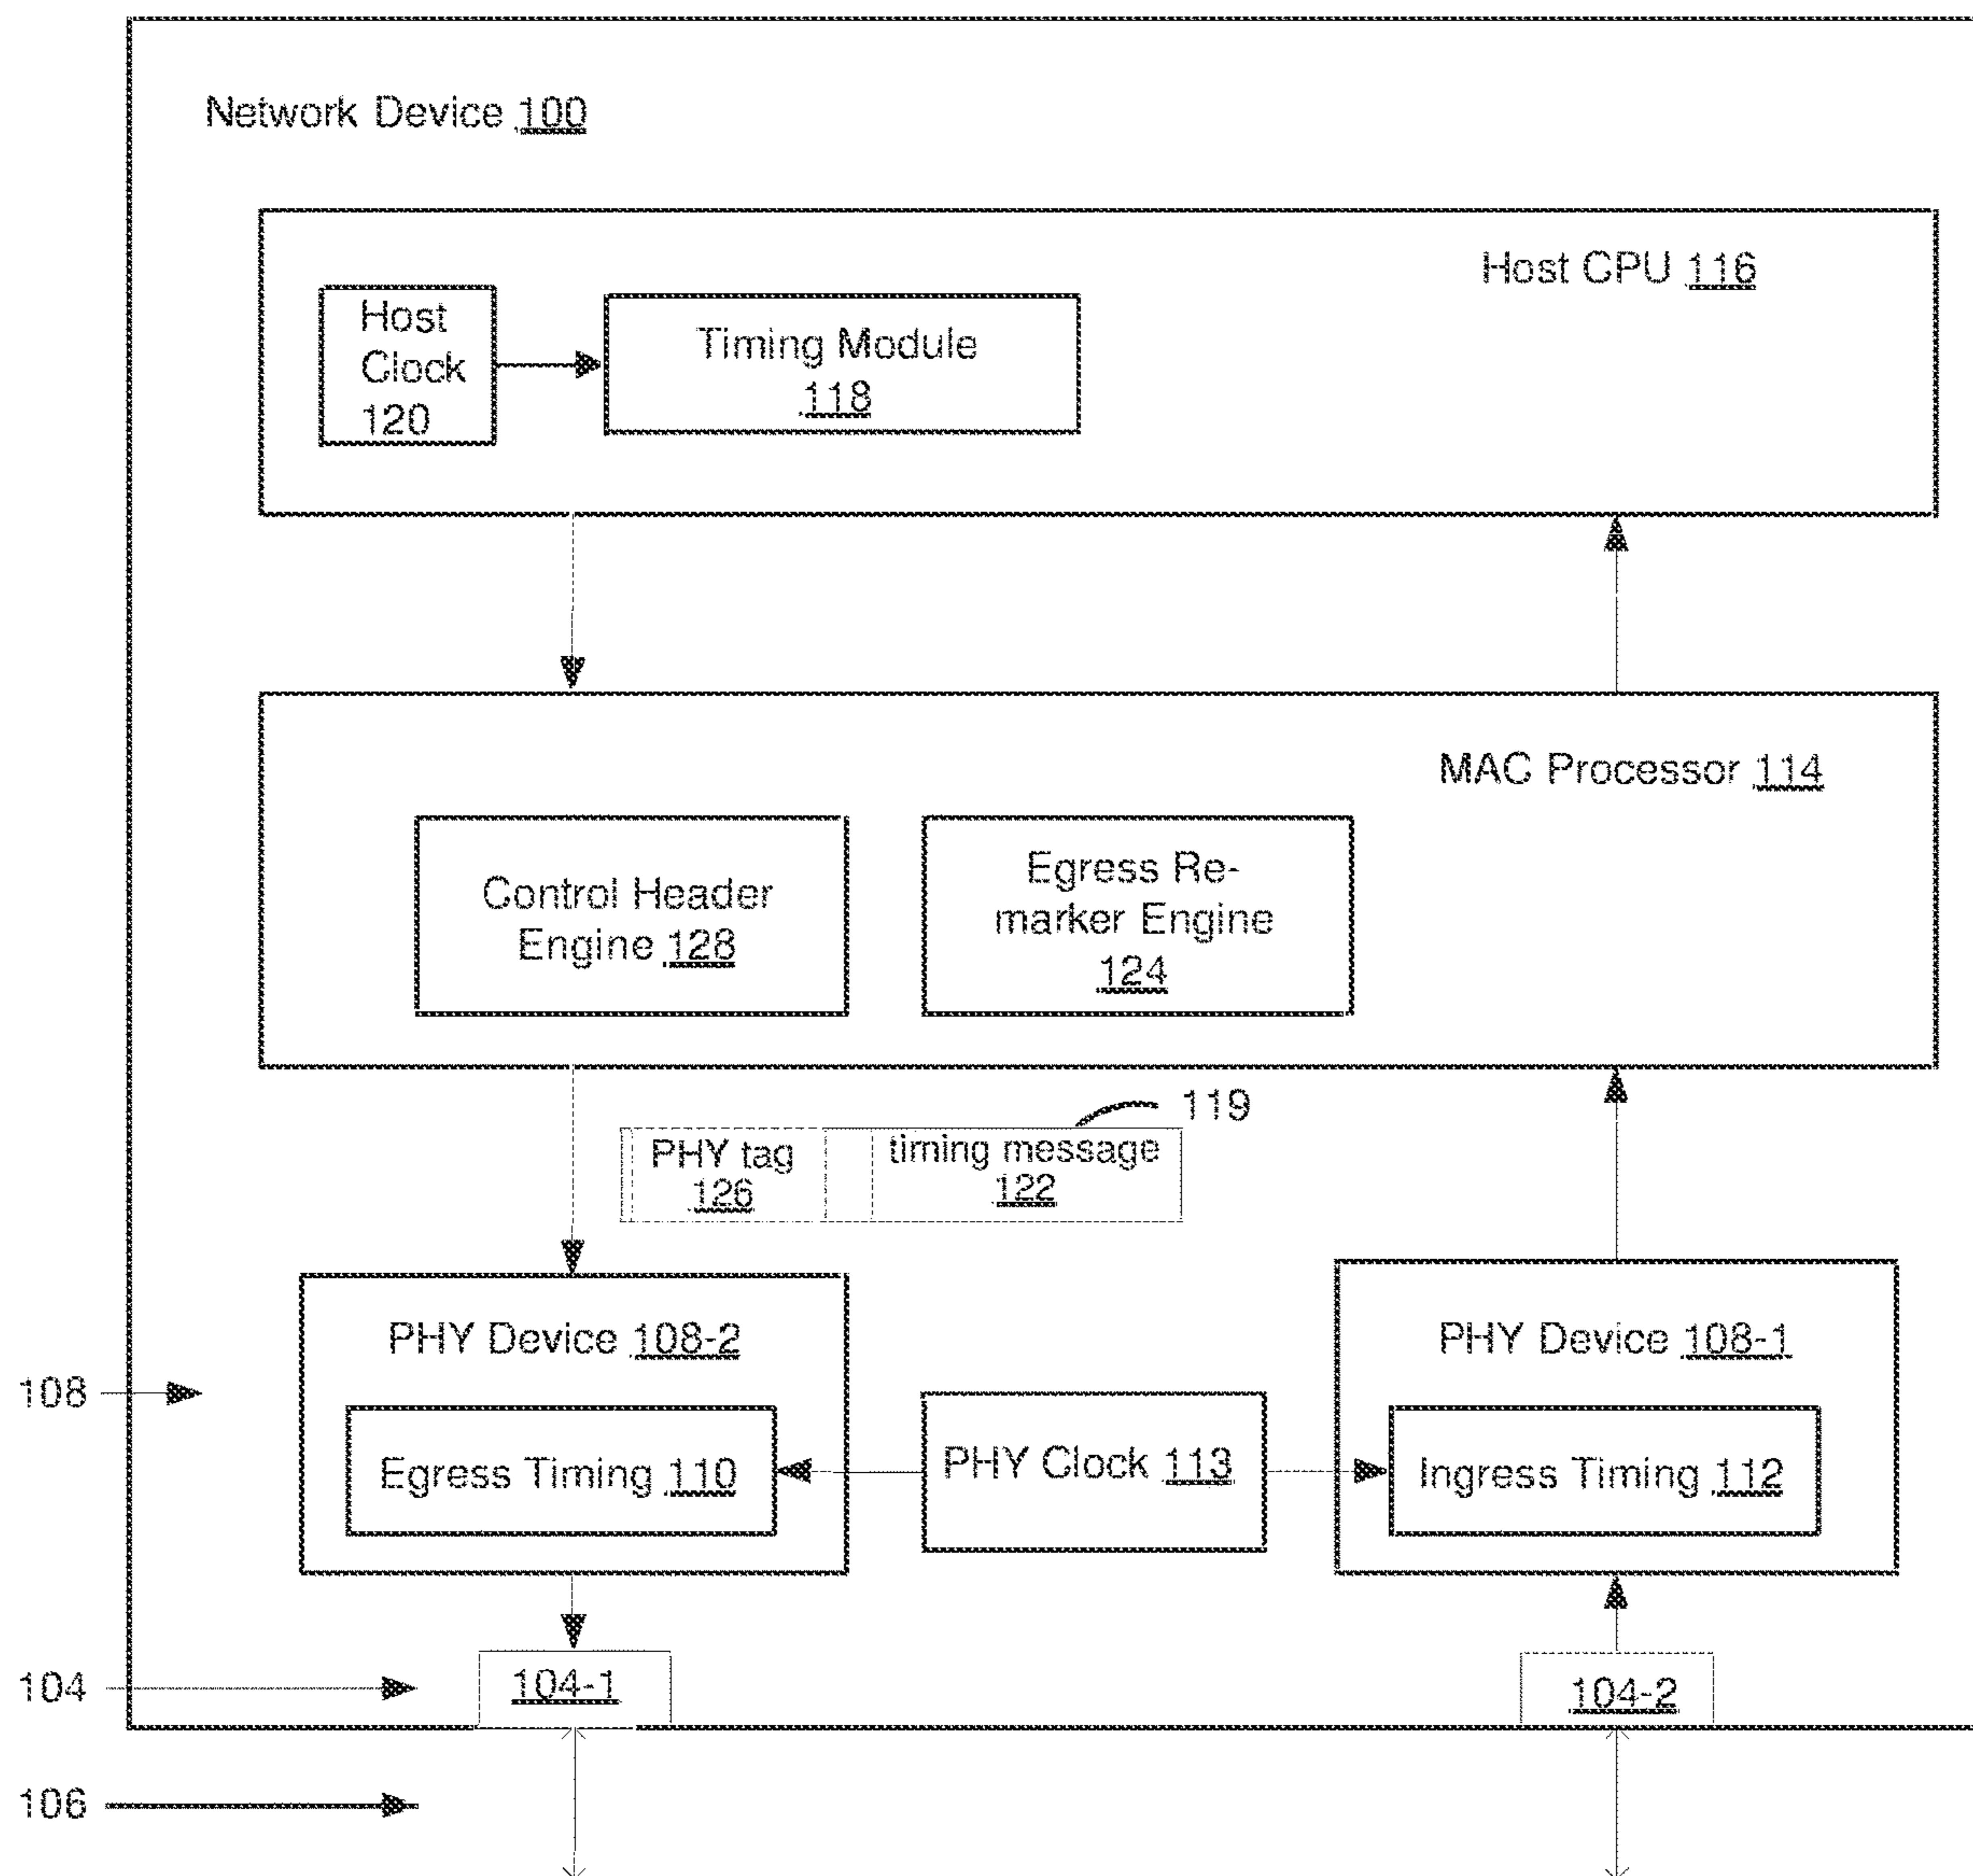 Network Device 100
Host CPU 116
Host
Clock
120
Timing Module
118
MAC Processor 114
Control Header
Engine 128
Egress Re-
marker Engine
124
119
PHY tag
126
timing message
122
PHY Device 108-2
PHY Device 108-1
108
Egress Timing 110
PHY Clock 113
Ingress Timing 112
104
104-1
104-2
106